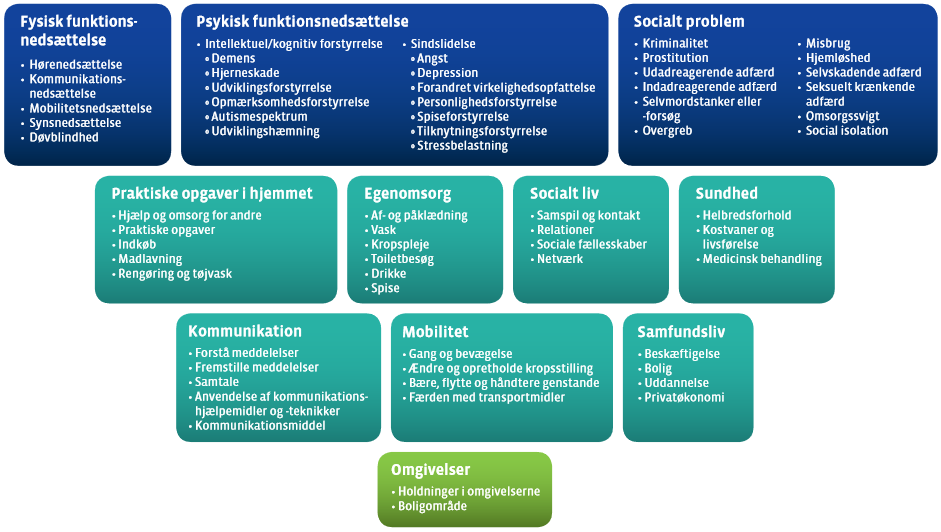 Fysisk funktions-
nedsættelse
• Hørenedsættelse
• Kommunikations-
nedsættelse
• Mobilitetsnedsættelse
• Synsnedsættelse
• Døvblindhed
Psykisk funktionsnedsættelse
• Intellektuel/kognitiv forstyrrelse
Demens
Hjerneskade
Udviklingsforstyrrelse
Opmærksomhedsforstyrrelse
Autismespektrum
Udviklingshæmning
• Sindslidelse
Angst
Depression
Forandret virkelighedsopfattelse
Personlighedsforstyrrelse
Spiseforstyrrelse
Tilknytningsforstyrrelse
Stressbelastning
Socialt problem
• Kriminalitet
• Prostitution
• Udadreagerende adfærd
• Indadreagerende adfærd
• Selvmordstanker eller
-forsøg
• Overgreb
• Misbrug
• Hjemløshed
• Selvskadende adfærd
• Seksuelt krænkende
adfærd
• Omsorgssvigt
• Social isolation
Praktiske opgaver i hjemmet
• Hjælp og omsorg for andre
• Praktiske opgaver
• Indkøb
• Madlavning
• Rengøring og tøjvask
Egenomsorg
• Af- og påklædning
• Vask
• Kropspleje
• Toiletbesøg
• Drikke
• Spise
Socialt liv
• Samspil og kontakt
• Relationer
• Sociale fællesskaber
• Netværk
Sundhed
• Helbredsforhold
• Kostvaner og
livsførelse
• Medicinsk behandling
Kommunikation
• Forstå meddelelser
• Fremstille meddelelser
• Samtale
• Anvendelse af kommunikations-
hjælpemidler og -teknikker
• Kommunikationsmiddel
Mobilitet
• Gang og bevægelse
• Ændre og opretholde kropsstilling
• Bære, flytte og håndtere genstande
• Færden med transportmidler
Samfundsliv
• Beskæftigelse
• Bolig
• Uddannelse
• Privatøkonomi
Omgivelser
• Holdninger i omgivelserne
• Boligområde